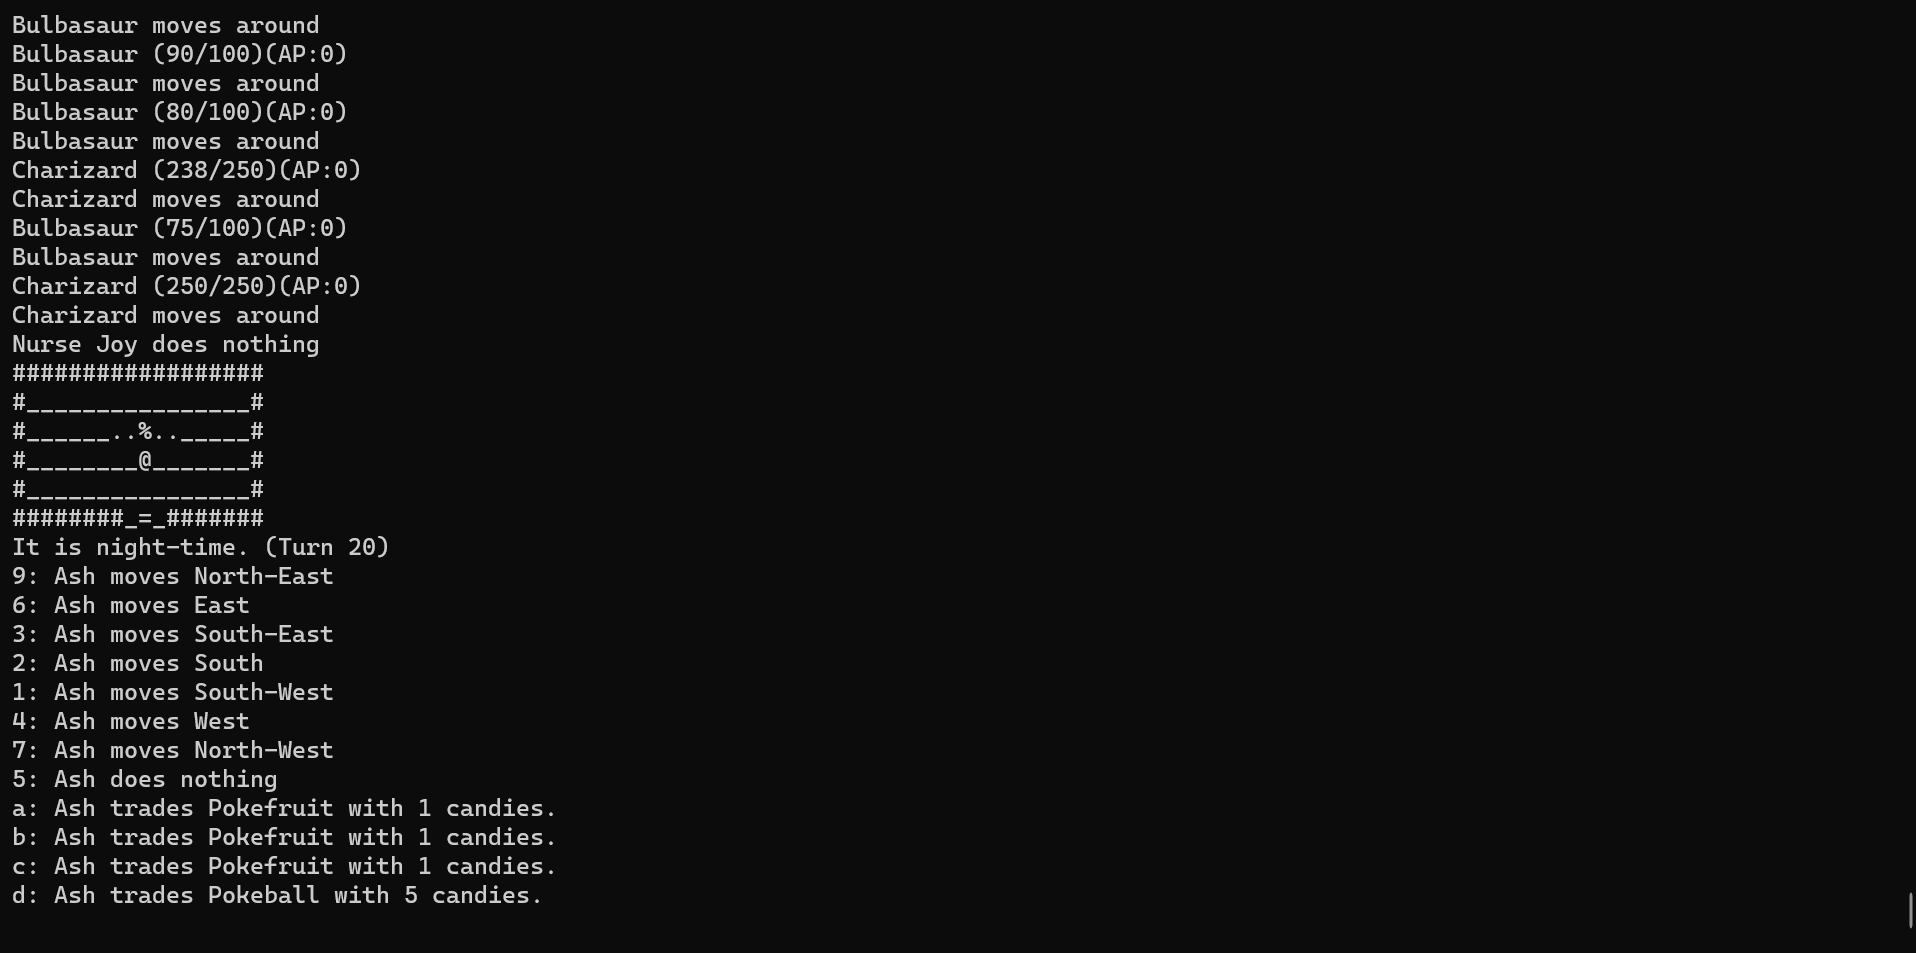 Bulbasaur moves around
Bulbasaur (90/100)(AP:0)
Bulbasaur moves around
Bulbasaur (80/100)(AP:0)
Bulbasaur moves around
Charizard (238/250)(AP:0)
Charizard moves around
Bulbasaur (75/100)(AP:0)
Bulbasaur moves around
Charizard (250/250)(AP:0)
Charizard moves around
Nurse Joy does nothing
##################
#________________#
#______..%.._____#
#________@_______#
#________________#
########_=_#######
It is night-time. (Turn 20)
9: Ash moves North-East
6: Ash moves East
3: Ash moves South-East
2: Ash moves South
1: Ash moves South-West
4: Ash moves West
7: Ash moves North-West
5: Ash does nothing
a: Ash trades Pokefruit with 1 candies.
b: Ash trades Pokefruit with 1 candies.
c: Ash trades Pokefruit with 1 candies.
d: Ash trades Pokeball with 5 candies.